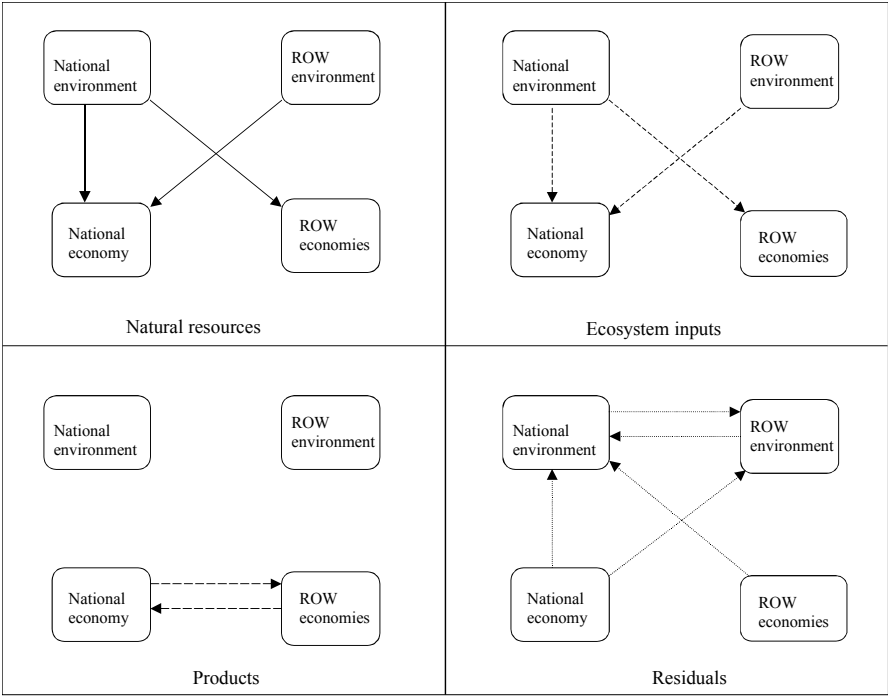 National
environment
ROW
environment
National
economy
ROW
economies
Natural resources
National
environment
ROW
environment
National
economy
ROW
economies
Ecosystem inputs
National
environment
ROW
environment
National
economy
ROW
economies
Products
National
environment
ROW
environment
National
economy
ROW
economies
Residuals